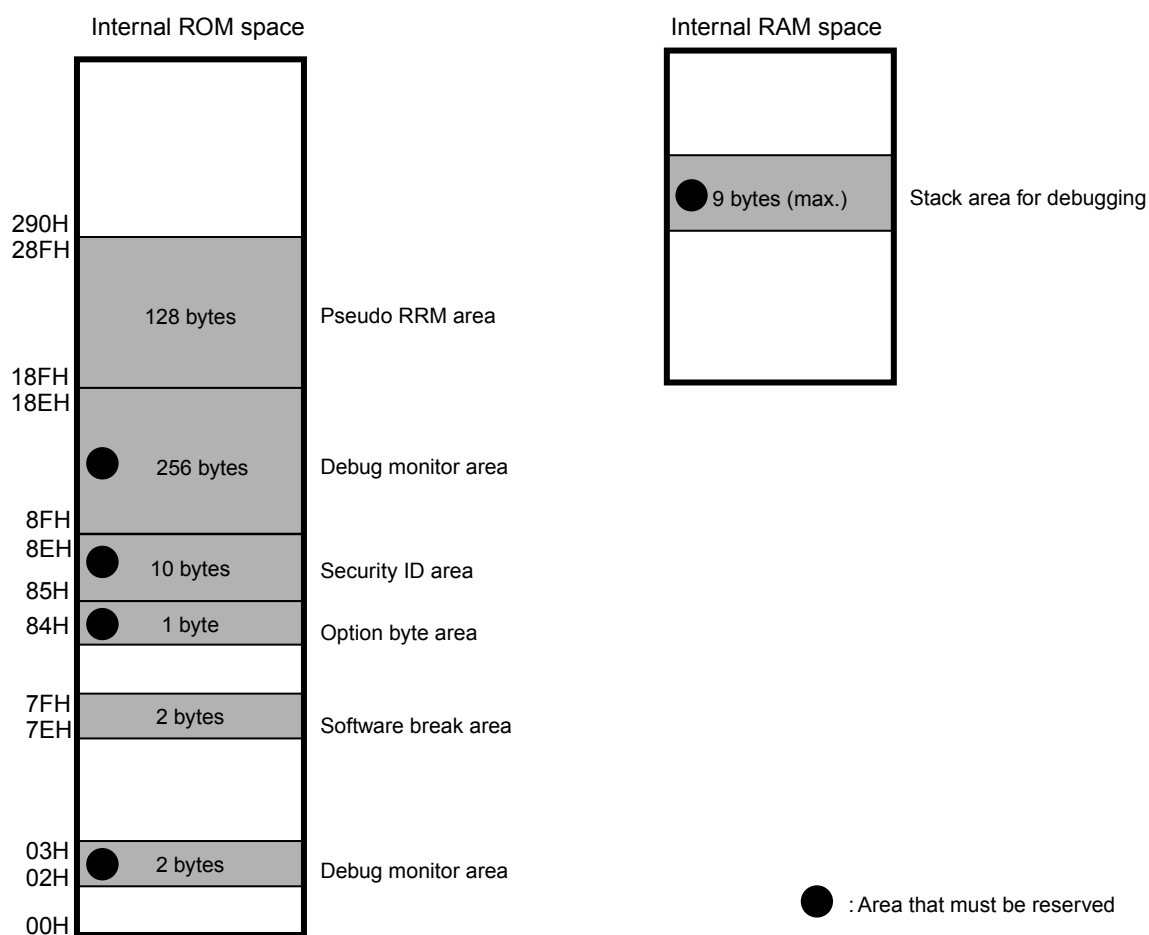 Internal ROM space
290H
28FH
128 bytes
Pseudo RRM area
18FH
18EH
256 bytes
Debug monitor area
8FH
8EH
10 bytes
Security ID area
85H
84H
1 byte
Option byte area
7FH
7EH
2 bytes
Software break area
03H
02H
2 bytes
Debug monitor area
00H
Internal RAM space
9 bytes (max.)
Stack area for debugging
: Area that must be reserved